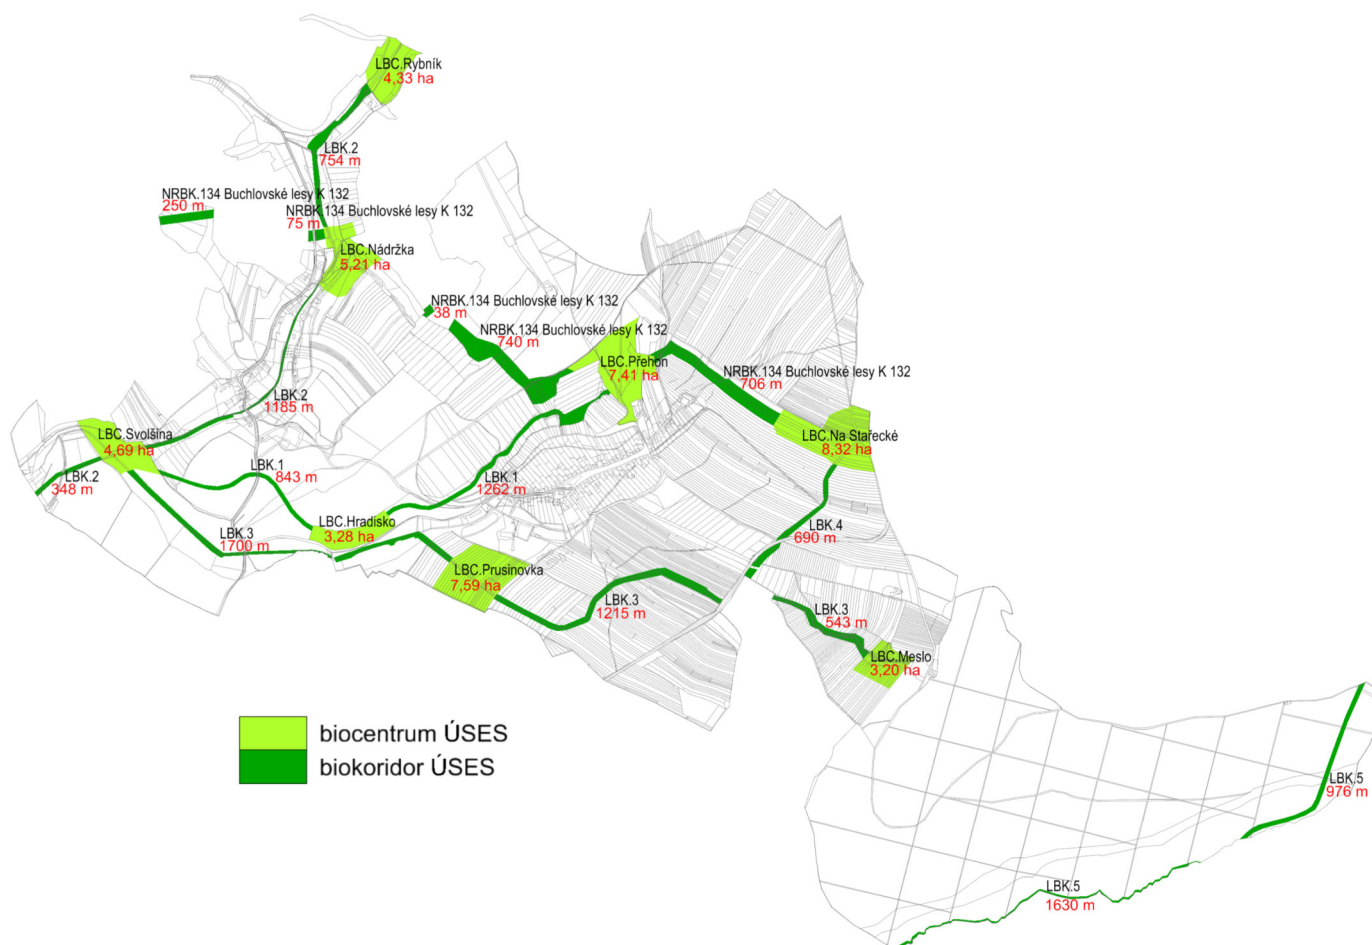 LBC.Rybník
4,33 ha
LBK.2
754 m
NRBK.134 Buchlovské lesy K 132
250 m
NRBK.134 Buchlovské lesy K 132
75 m
LBC.Nádržka
5,21 ha
NRBK.134 Buchlovské lesy K 132
38 m
NRBK.134 Buchlovské lesy K 132
740 m
LBC.Přehon
7,41 ha
NRBK.134 Buchlovské lesy K 132
706 m
LBK.2
1185 m
LBC.Svolšina
4,69 ha
LBC.Na Stařecké
8,32 ha
LBK.2
348 m
LBK.1
843 m
LBK.1
1262 m
LBC.Hradisko
3,28 ha
LBK.3
1700 m
LBK.4
690 m
LBC.Prusinovka
7,59 ha
LBK.3
1215 m
LBK.3
543 m
LBC.Meslo
3,20 ha
biocentrum ÚSES
biokoridor ÚSES
LBK.5
976 m
LBK.5
1630 m